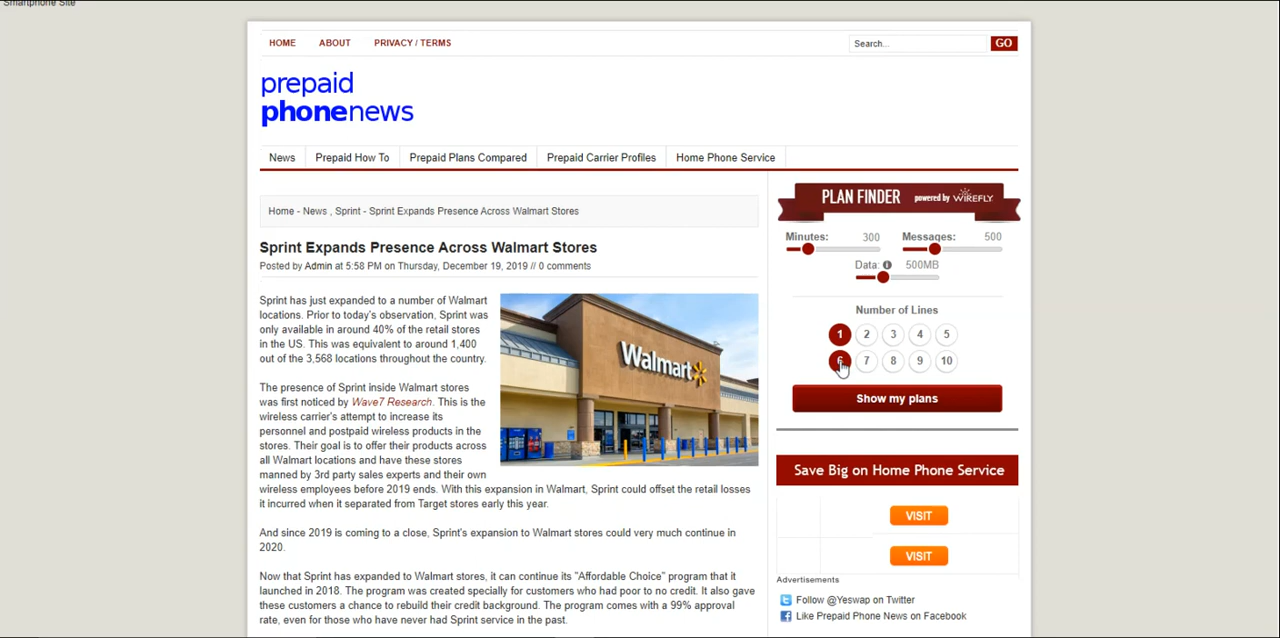 Smartphone Site
HOME ABOUT PRIVACY / TERMS
Search... GO
prepaid
phonenews
News Prepaid How To Prepaid Plans Compared Prepaid Carrier Profiles Home Phone Service
Home - News , Sprint - Sprint Expands Presence Across Walmart Stores
Sprint Expands Presence Across Walmart Stores
Posted by Admin at 5:58 PM on Thursday, December 19, 2019 // 0 comments
Sprint has just expanded to a number of Walmart
locations. Prior to today's observation, Sprint was
only available in around 40% of the retail stores
in the US. This was equivalent to around 1,400
out of the 3,568 locations throughout the country.
The presence of Sprint inside Walmart stores
was first noticed by Wave7 Research. This is the
wireless carrier's attempt to increase its
personnel and postpaid wireless products in the
stores. Their goal is to offer their products across
all Walmart locations and have these stores
manned by 3rd party sales experts and their own
wireless employees before 2019 ends. With this expansion in Walmart, Sprint could offset the retail losses
it incurred when it separated from Target stores early this year.
And since 2019 is coming to a close, Sprint's expansion to Walmart stores could very much continue in
2020.
Now that Sprint has expanded to Walmart stores, it can continue its "Affordable Choice" program that it
launched in 2018. The program was created specially for customers who had poor to no credit. It also gave
these customers a chance to rebuild their credit background. The program comes with a 99% approval
rate, even for those who have never had Sprint service in the past.
Walmart
PLAN FINDER powered by WIREFLY
Minutes: 300 Messages: 500
Data: 500MB
Number of Lines
1 2 3 4 5
6 7 8 9 10
Show my plans
Save Big on Home Phone Service
VISIT
VISIT
Advertisements
Follow @Yeswap on Twitter
Like Prepaid Phone News on Facebook